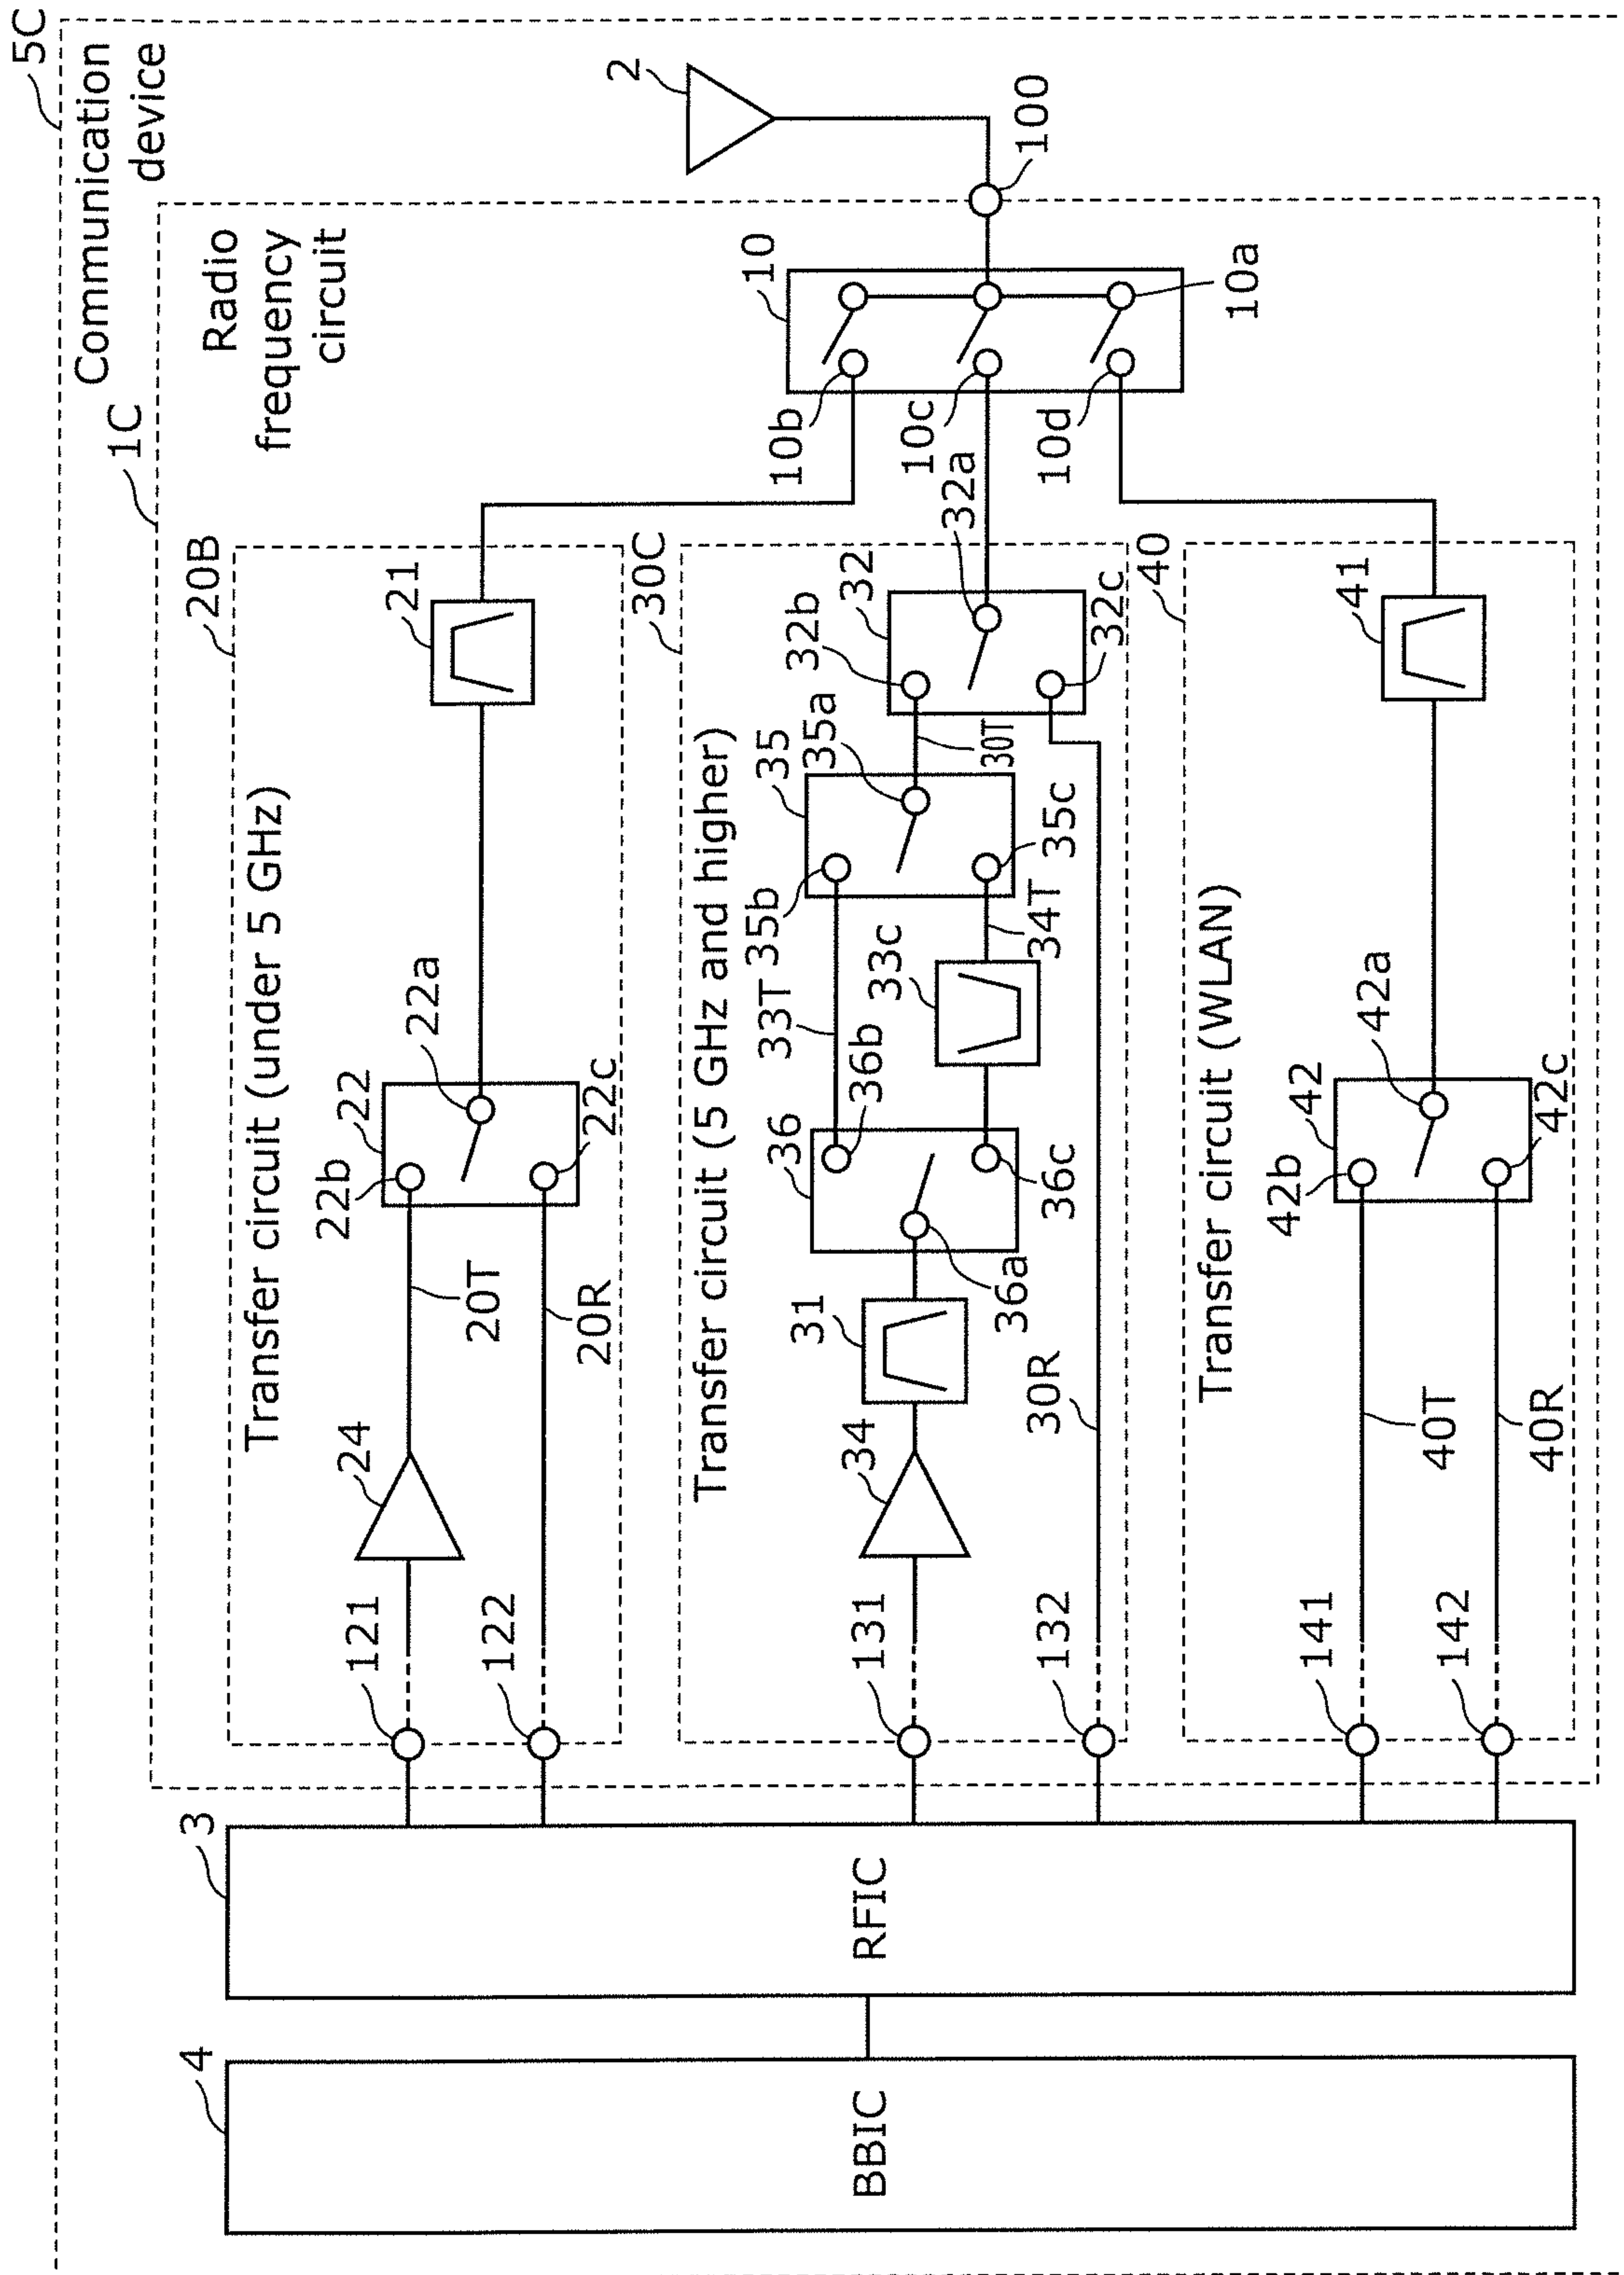 5C
Communication
device
1C
Radio
frequency
circuit
2
100
10
10a
10b
10c
10d
20B
Transfer circuit (under 5 GHz)
21
22
22a
22b
22c
20T
20R
24
121
122
30C
Transfer circuit (5 GHz and higher)
32
32a
32b
32c
30T
35
35a
35b
35c
33T
34T
33c
36
36b
36c
36a
31
34
30R
131
132
40
Transfer circuit (WLAN)
41
42
42a
42b
42c
40T
40R
141
142
3
RFIC
4
BBIC